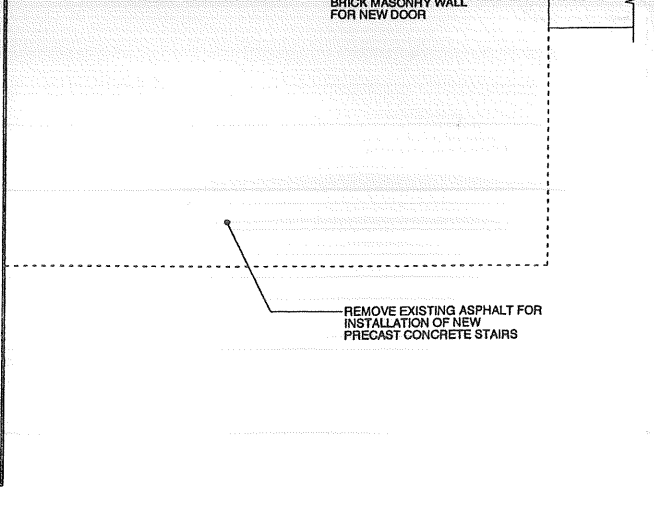 BRICK MASONRY WALL
FOR NEW DOOR
REMOVE EXISTING ASPHALT FOR
INSTALLATION OF NEW
PRECAST CONCRETE STAIRS